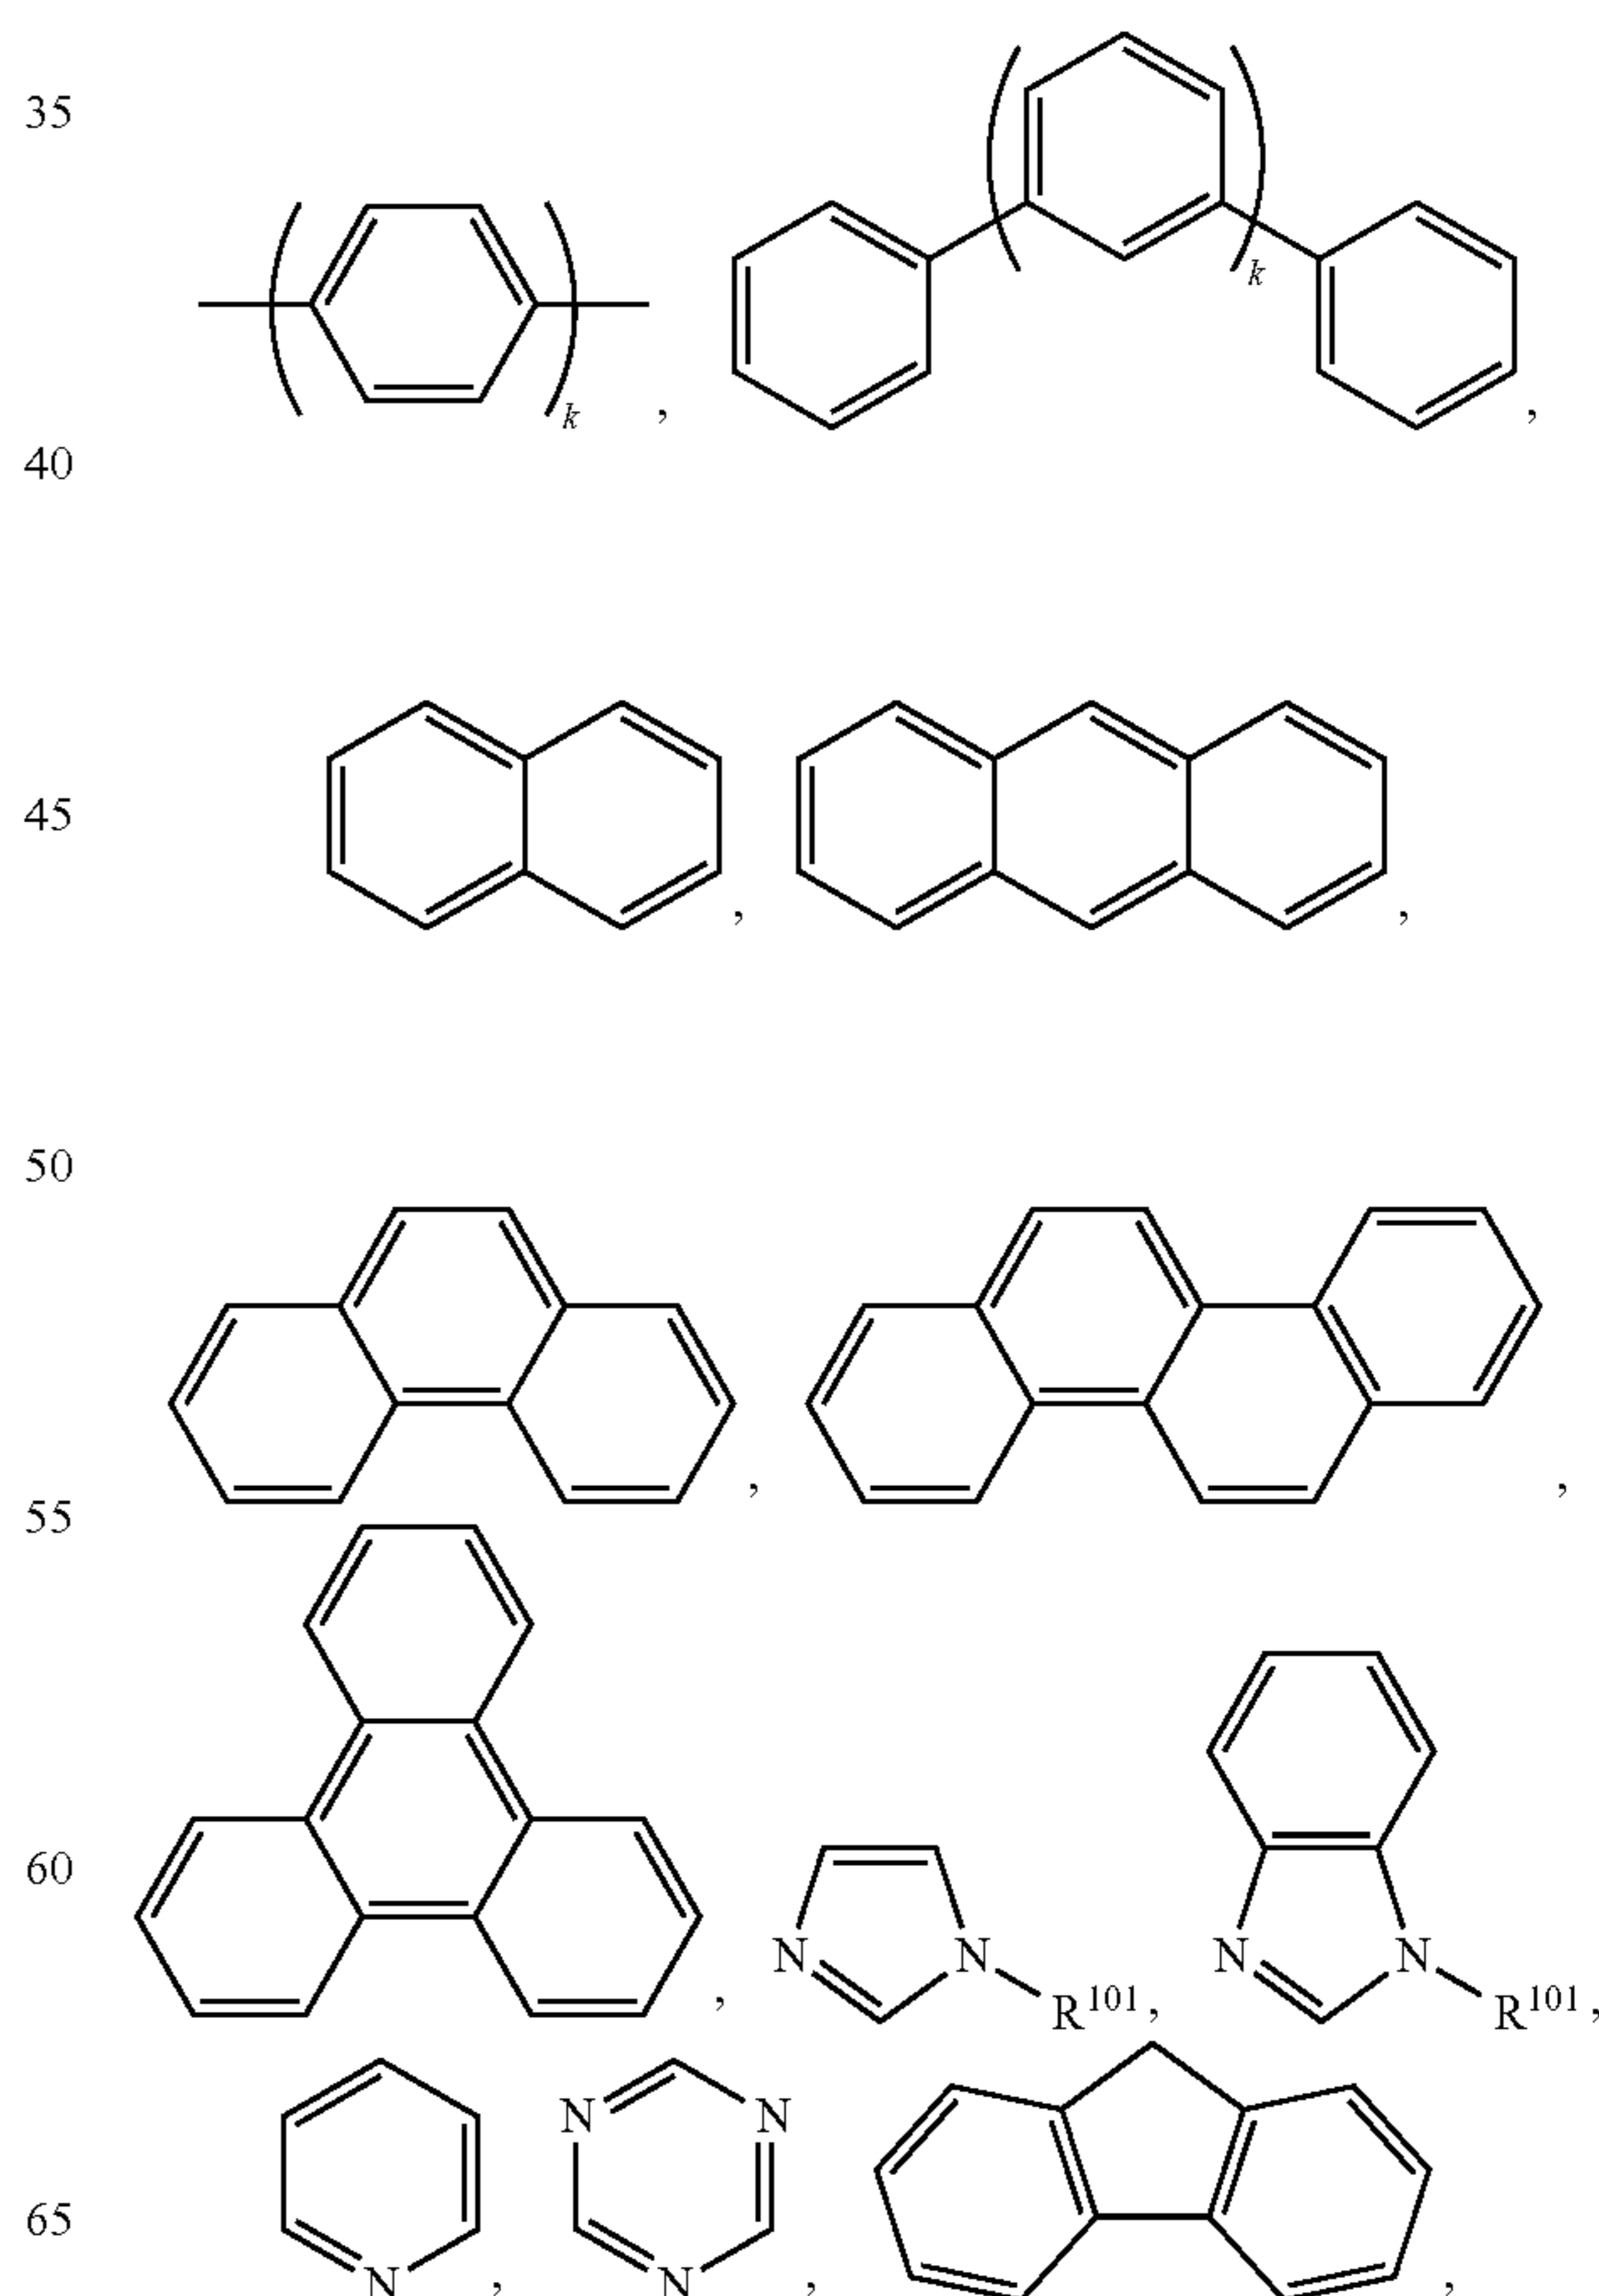 35
k , k ,
40
45
, ,
50
, ,
55
60
N N R101, N N R101,
,
N N
65
N , N , ,